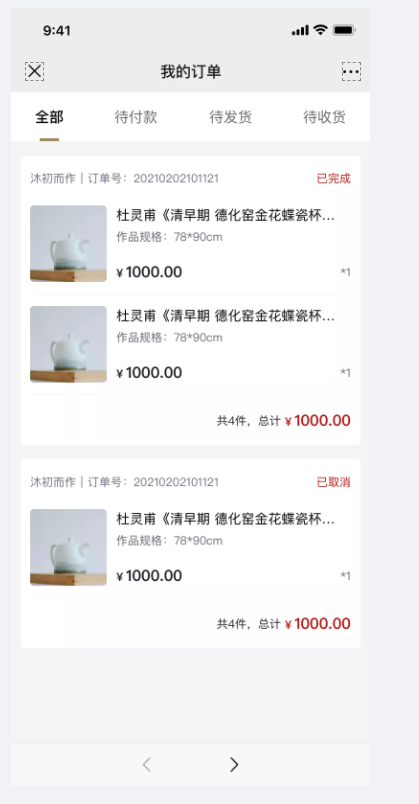 9:41
我的订单
全部 待付款 待发货 待收货
沐初而作 | 订单号：20210202101121 已完成
杜灵甫《清早期 德化窑金花蝶瓷杯...
作品规格：78*90cm
¥ 1000.00 *1
杜灵甫《清早期 德化窑金花蝶瓷杯...
作品规格：78*90cm
¥ 1000.00 *1
共4件，总计 ¥ 1000.00
沐初而作 | 订单号：20210202101121 已取消
杜灵甫《清早期 德化窑金花蝶瓷杯...
作品规格：78*90cm
¥ 1000.00 *1
共4件，总计 ¥ 1000.00